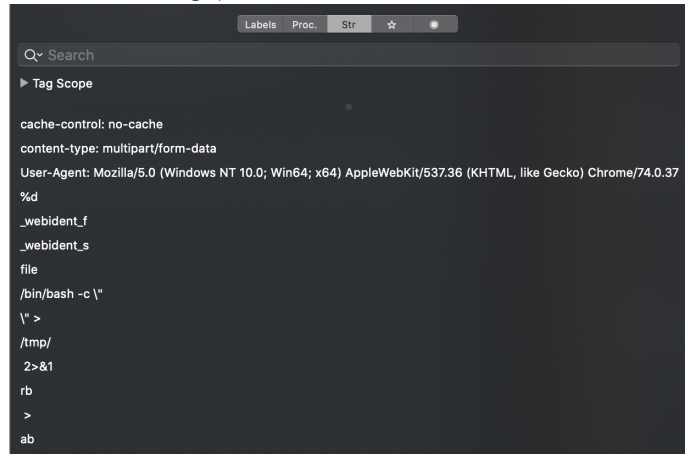 Labels Proc. Str ☆ ◉
Search
Tag Scope
cache-control: no-cache
content-type: multipart/form-data
User-Agent: Mozilla/5.0 (Windows NT 10.0; Win64; x64) AppleWebKit/537.36 (KHTML, like Gecko) Chrome/74.0.37
%d
_webident_f
_webident_s
file
/bin/bash -c \"
\" >
/tmp/
2>&1
rb
>
ab